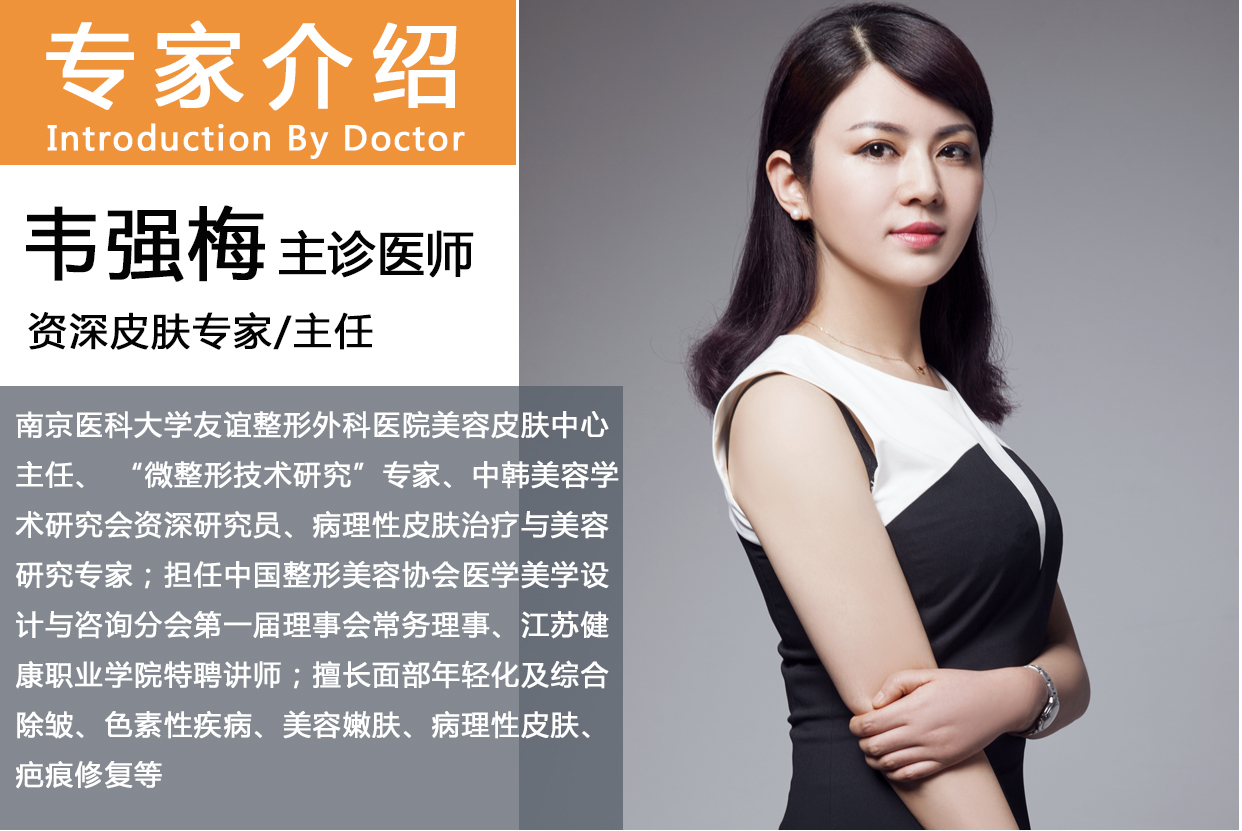 专家介绍
Introduction By Doctor
韦强梅 主诊医师
资深皮肤专家/主任
南京医科大学友谊整形外科医院美容皮肤中心
主任、 “微整形技术研究”专家、中韩美容学
术研究会资深研究员、病理性皮肤治疗与美容
研究专家；担任中国整形美容协会医学美学设
计与咨询分会第一届理事会常务理事、江苏健
康职业学院特聘讲师；擅长面部年轻化及综合
除皱、色素性疾病、美容嫩肤、病理性皮肤、
疤痕修复等